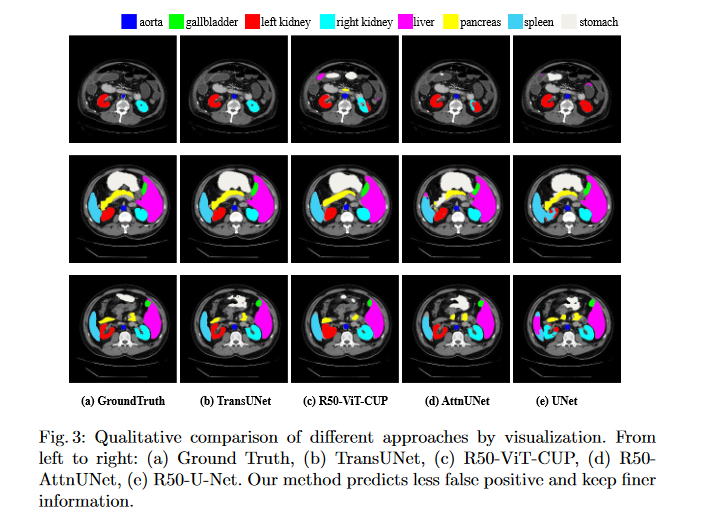 aorta gallbladder left kidney right kidney liver pancreas spleen stomach
(a) GroundTruth (b) TransUNet (c) R50-ViT-CUP (d) AttnUNet (e) UNet
Fig. 3: Qualitative comparison of different approaches by visualization. From
left to right: (a) Ground Truth, (b) TransUNet, (c) R50-ViT-CUP, (d) R50-
AttnUNet, (e) R50-U-Net. Our method predicts less false positive and keep finer
information.